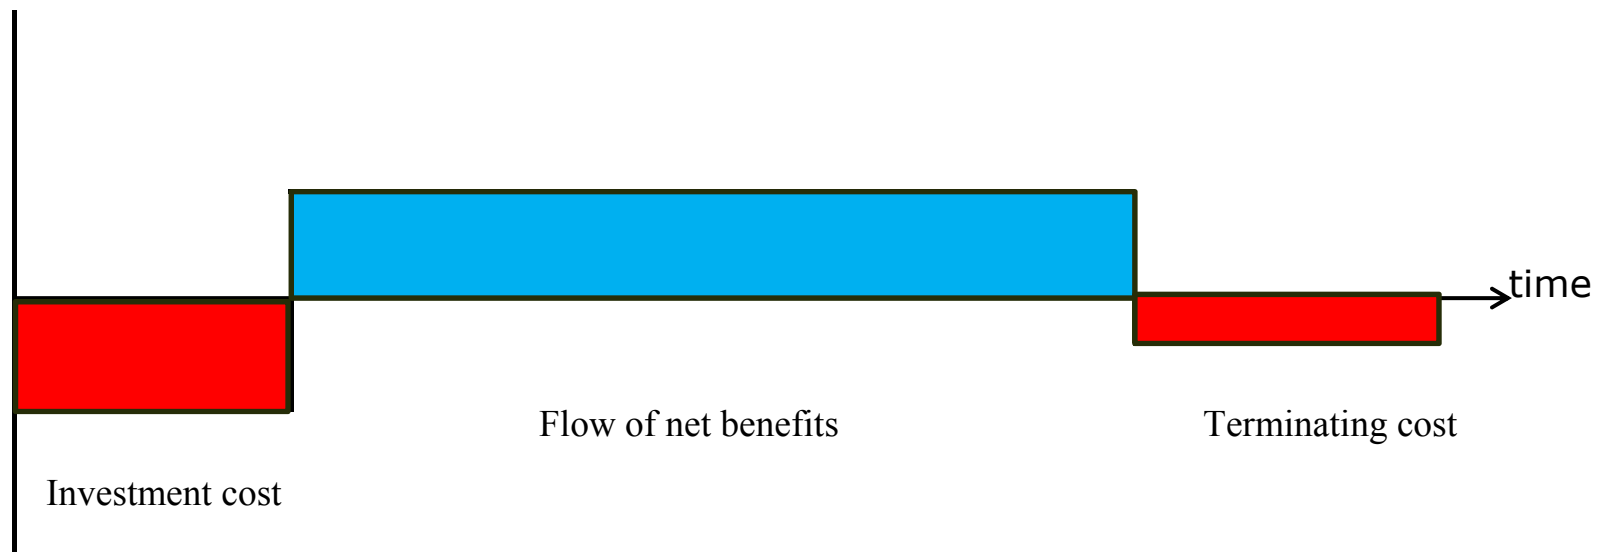 time
Flow of net benefits
Terminating cost
Investment cost